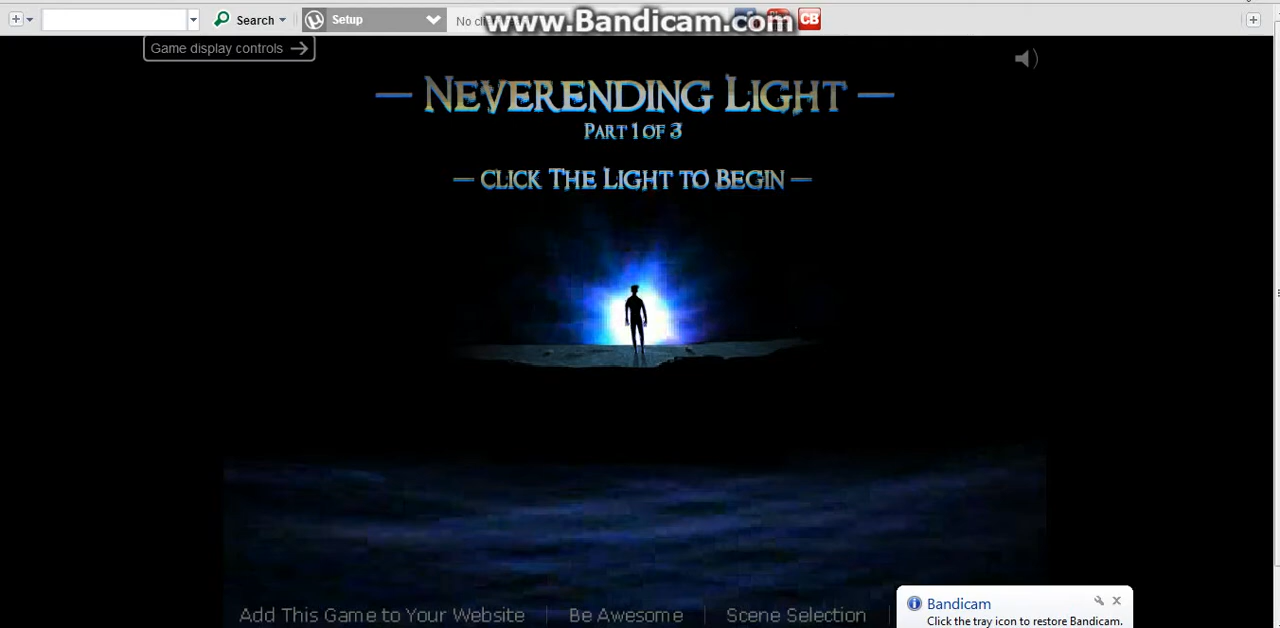 Search
Setup
www.Bandicam.com
CB
Game display controls
— NEVERENDING LIGHT —
PART 1 OF 3
— CLICK THE LIGHT TO BEGIN —
Add This Game to Your Website | Be Awesome | Scene Selection |
Bandicam
Click the tray icon to restore Bandicam.